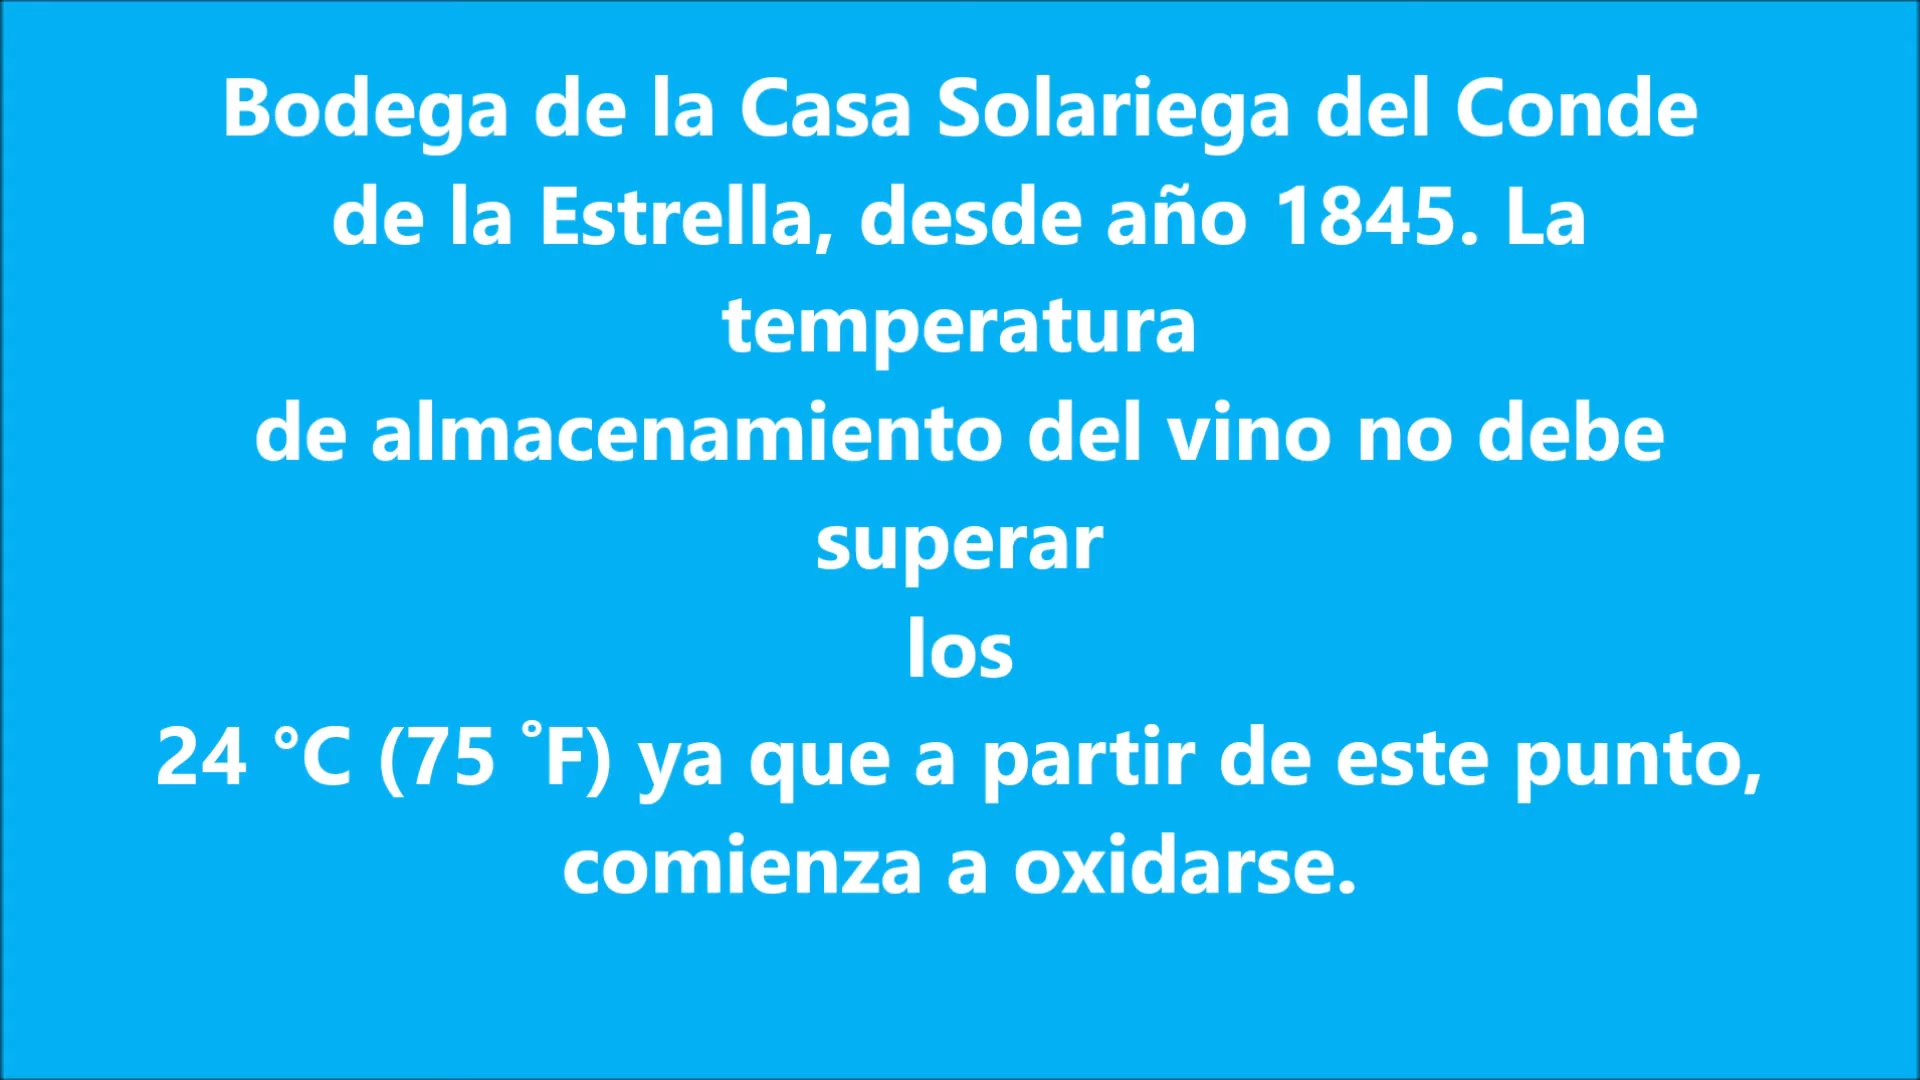 Bodega de la Casa Solariega del Conde
de la Estrella, desde año 1845. La
temperatura
de almacenamiento del vino no debe
superar
los
24 °C (75 ˚F) ya que a partir de este punto,
comienza a oxidarse.